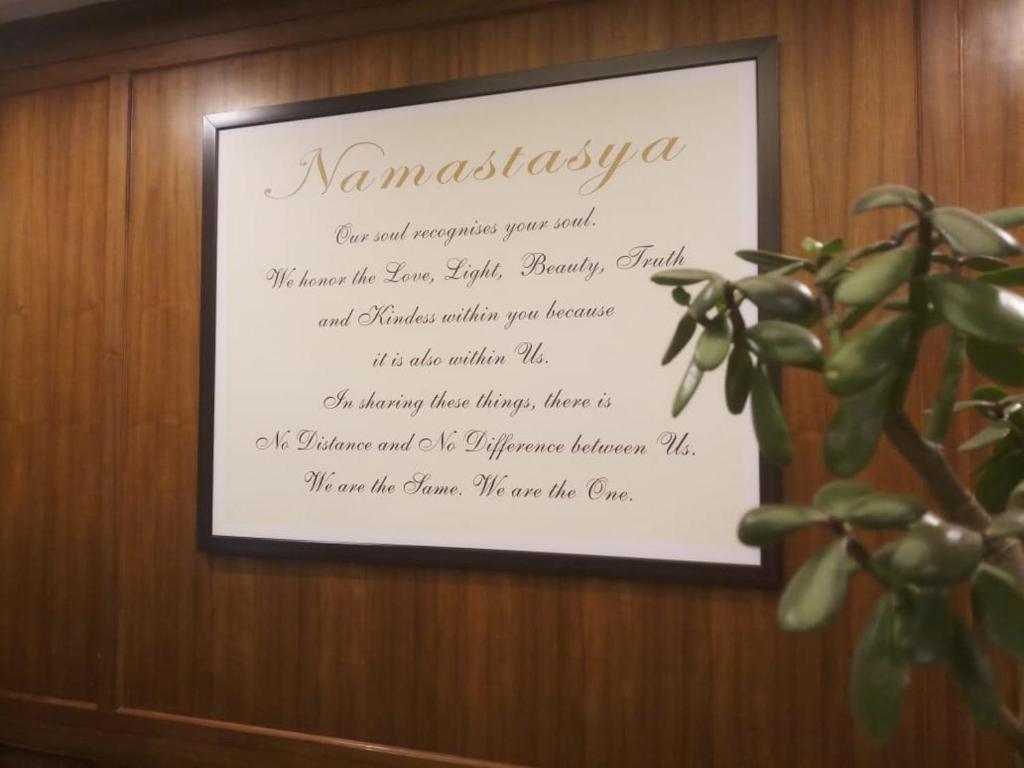 Namastasya
Our soul recognises your soul.
We honor the Love, Light, Beauty, Truth
and Kindess within you because
it is also within Us.
In sharing these things, there is
No Distance and No Difference between Us.
We are the Same. We are the One.